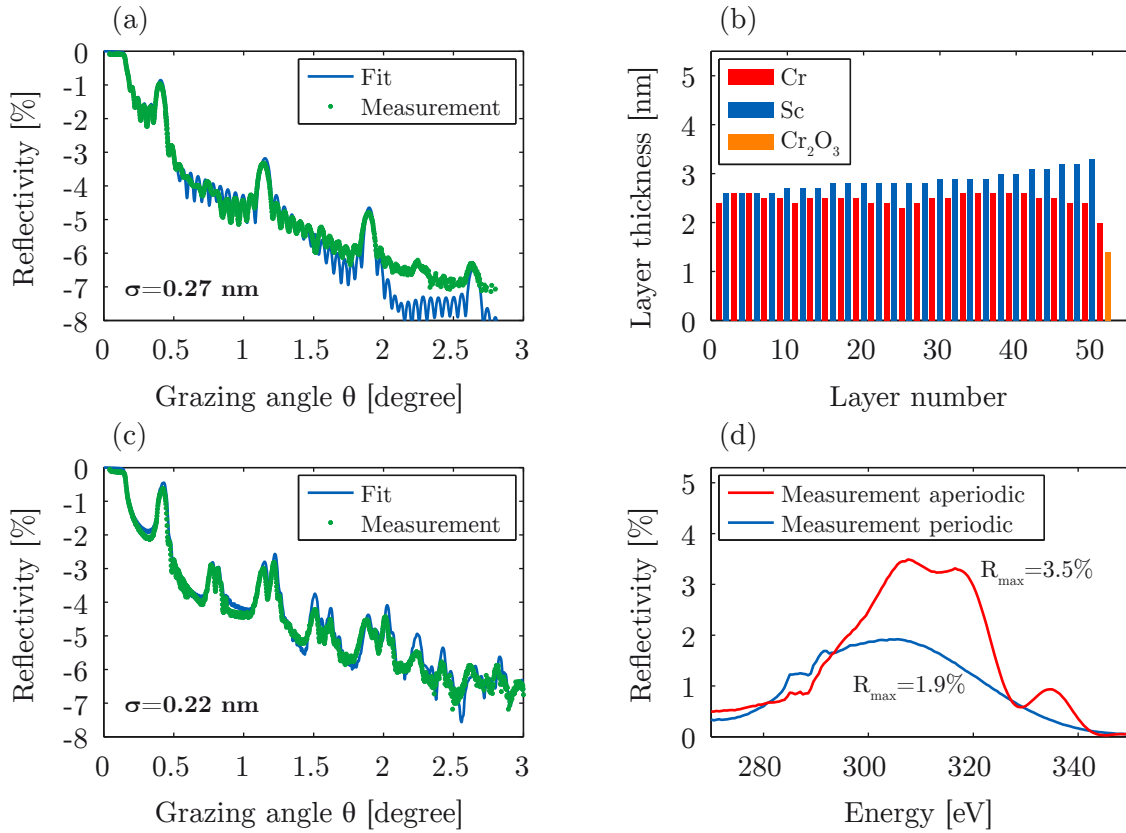 (a)
Reflectivity [%]
0
-1
-2
-3
-4
-5
-6
-7
-8
Fit
Measurement
σ=0.27 nm
0 0.5 1 1.5 2 2.5 3
Grazing angle θ [degree]
(b)
Layer thickness [nm]
5
4
3
2
1
0
Cr
Sc
Cr₂O₃
0 10 20 30 40 50
Layer number
(c)
Reflectivity [%]
0
-1
-2
-3
-4
-5
-6
-7
-8
Fit
Measurement
σ=0.22 nm
0 0.5 1 1.5 2 2.5 3
Grazing angle θ [degree]
(d)
Reflectivity [%]
5
4
3
2
1
0
Measurement aperiodic
Measurement periodic
Rmax=3.5%
Rmax=1.9%
280 300 320 340
Energy [eV]